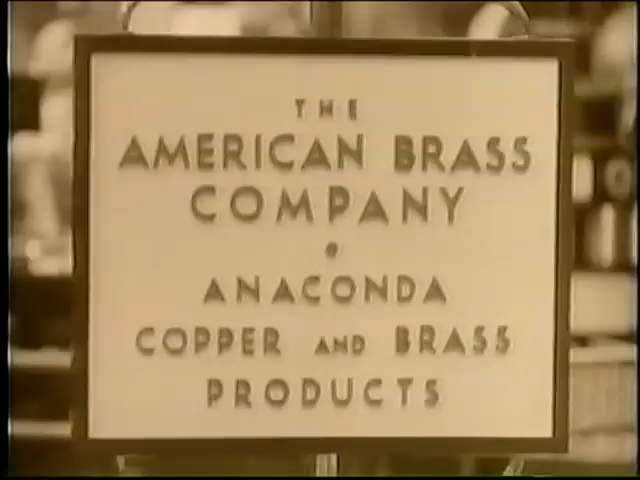 THE
AMERICAN BRASS
COMPANY
•
ANACONDA
COPPER AND BRASS
PRODUCTS